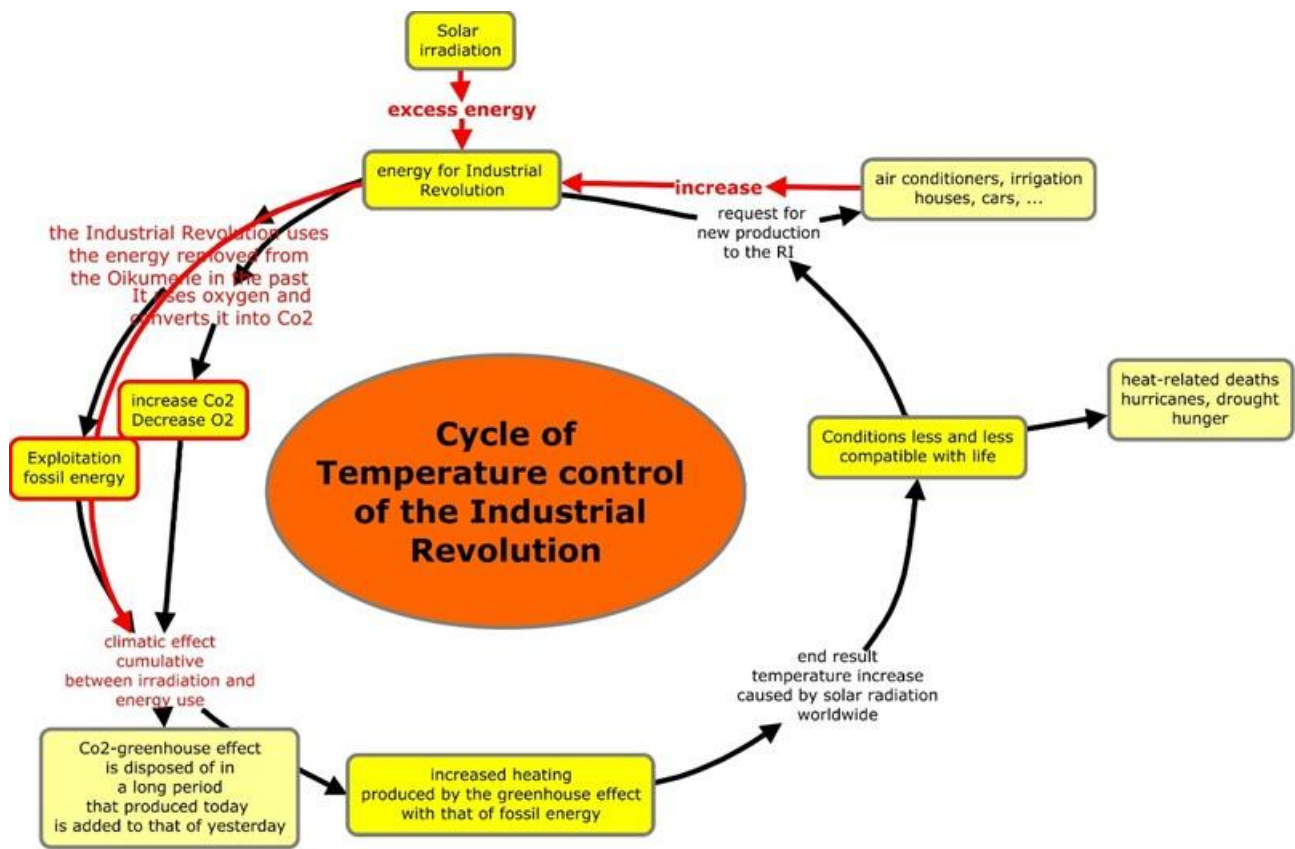 Solar
irradiation
excess energy
energy for Industrial
Revolution
increase
air conditioners, irrigation
houses, cars, ...
request for
new production
to the RI
the Industrial Revolution uses
the energy removed from
the Oikumene in the past
It uses oxygen and
converts it into Co2
increase Co2
Decrease O2
Exploitation
fossil energy
Cycle of
Temperature control
of the Industrial
Revolution
heat-related deaths
hurricanes, drought
hunger
Conditions less and less
compatible with life
climatic effect
cumulative
between irradiation and
energy use
end result
temperature increase
caused by solar radiation
worldwide
Co2-greenhouse effect
is disposed of in
a long period
that produced today
is added to that of yesterday
increased heating
produced by the greenhouse effect
with that of fossil energy